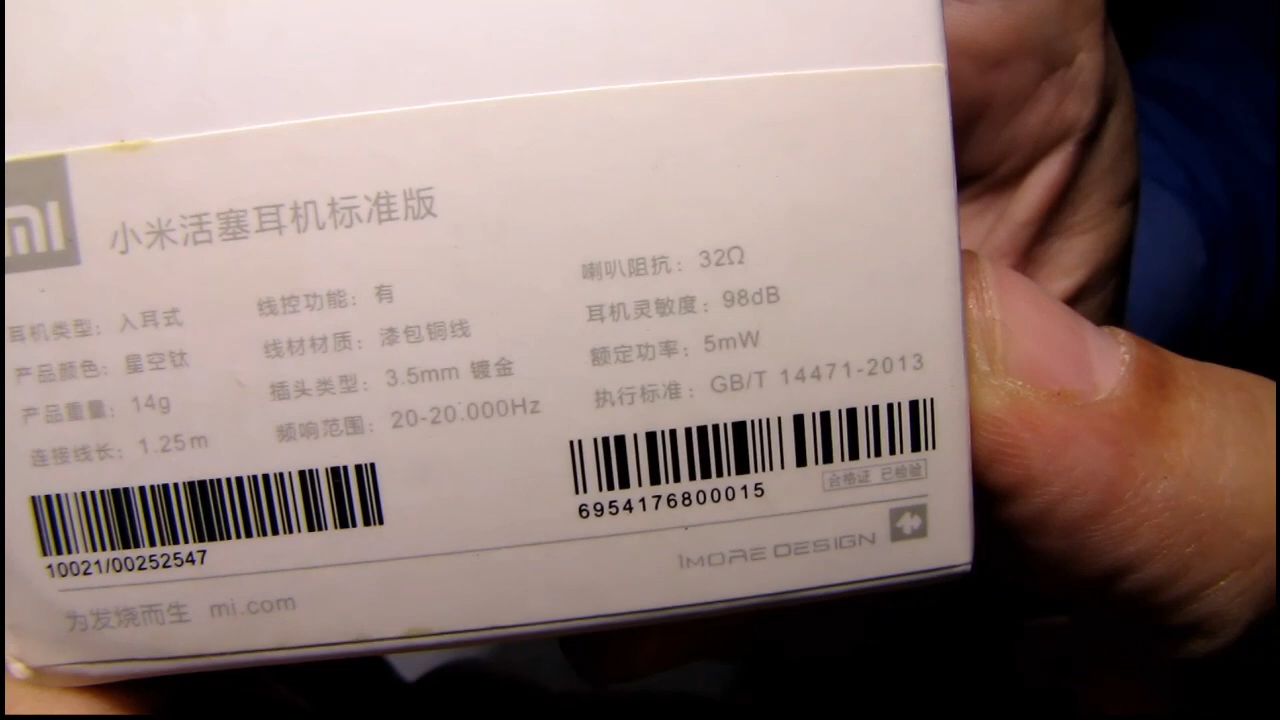 mi
小米活塞耳机标准版
耳机类型：入耳式
产品颜色：星空钛
产品重量：14g
连接线长：1.25m
线控功能：有
线材材质：漆包铜线
插头类型：3.5mm 镀金
频响范围：20-20.000Hz
喇叭阻抗：32Ω
耳机灵敏度：98dB
额定功率：5mW
执行标准：GB/T 14471-2013
10021/00252547
6954176800015
合格证 已检验
1MORE DESIGN
为发烧而生 mi.com